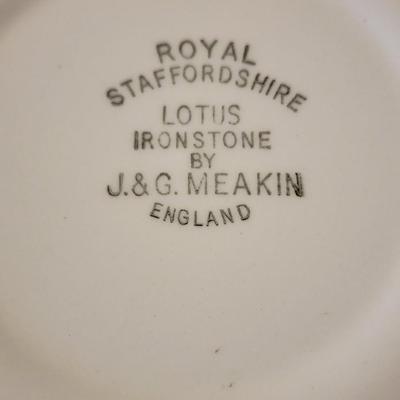 ROYAL
STAFFORDSHIRE
LOTUS
IRONSTONE
BY
J.&G. MEAKIN
ENGLAND